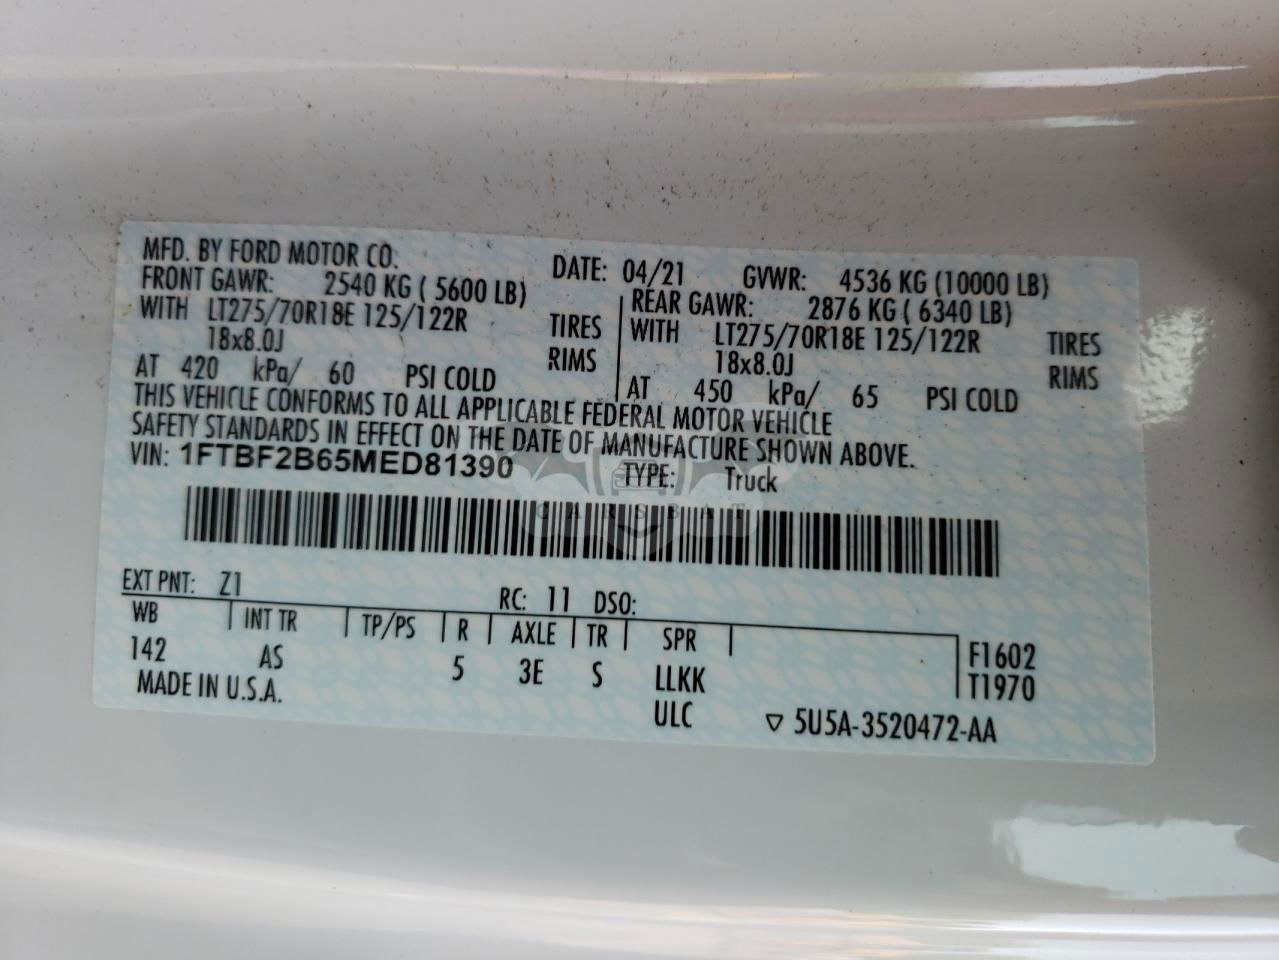 MFD. BY FORD MOTOR CO.
DATE: 04/21 GVWR: 4536 KG (10000 LB)
FRONT GAWR: 2540 KG ( 5600 LB) REAR GAWR: 2876 KG ( 6340 LB)
WITH LT275/70R18E 125/122R TIRES WITH LT275/70R18E 125/122R TIRES
18x8.0J RIMS 18x8.0J RIMS
AT 420 kPa/ 60 PSI COLD AT 450 kPa/ 65 PSI COLD
THIS VEHICLE CONFORMS TO ALL APPLICABLE FEDERAL MOTOR VEHICLE
SAFETY STANDARDS IN EFFECT ON THE DATE OF MANUFACTURE SHOWN ABOVE.
VIN: 1FTBF2B65MED81390 TYPE: Truck
CARSBAT
EXT PNT: Z1 RC: 11 DSO:
WB INT TR TP/PS R AXLE TR SPR F1602
142 AS 5 3E S LLKK T1970
MADE IN U.S.A. ULC ▽ 5U5A-3520472-AA